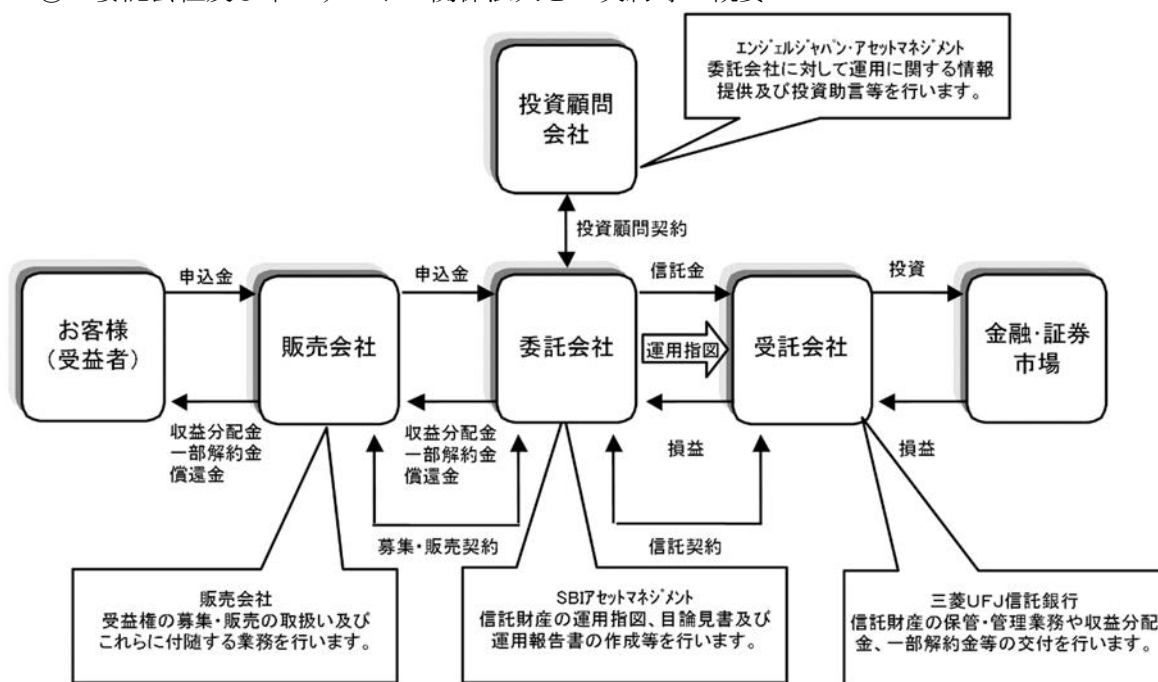 エンジェルジャパン・アセットマネジメント
委託会社に対して運用に関する情報
提供及び投資助言等を行います。
投資顧問
会社
投資顧問契約
申込金
申込金
信託金
投資
お客様
（受益者）
販売会社
委託会社
運用指図
受託会社
金融・証券
市場
収益分配金
一部解約金
償還金
収益分配金
一部解約金
償還金
損益
損益
募集・販売契約
信託契約
販売会社
受益権の募集・販売の取扱い及び
これらに付随する業務を行います。
SBIアセットマネジメント
信託財産の運用指図、目論見書及び
運用報告書の作成等を行います。
三菱UFJ信託銀行
信託財産の保管・管理業務や収益分配
金、一部解約金等の交付を行います。